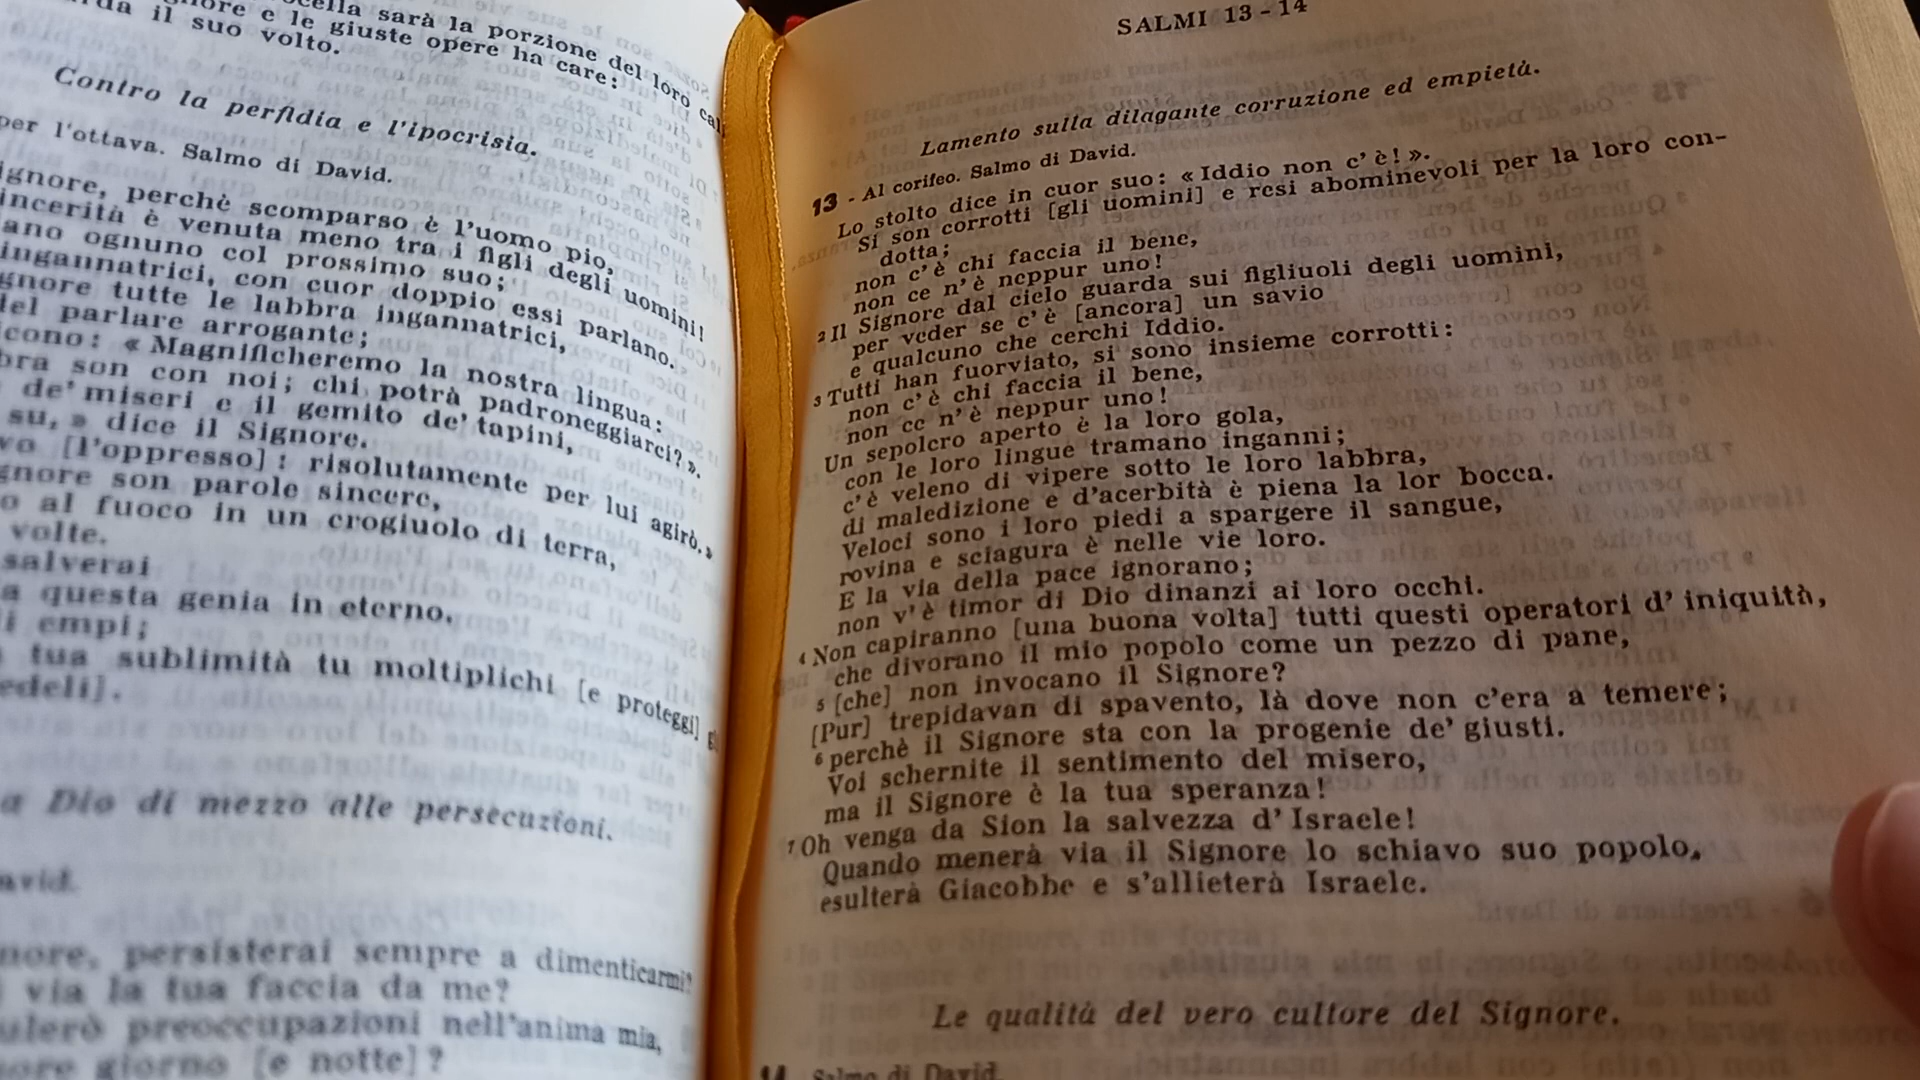 sarà la porzione del loro
e le giuste opere ha care:
il suo volto.
Contro la perfidia e l'ipocrisia.
per l'ottava. Salmo di David.
perchè scomparso è l'uomo pio,
è venuta meno tra i figli degli uomini!
ognuno col prossimo suo;
ingannatrici, con cuor doppio essi parlano.
tutte le labbra ingannatrici,
parlare arrogante;
« Magnificheremo la nostra lingua:
son con noi; chi potrà padroneggiarci? ».
de' miseri e il gemito de' tapini,
su, » dice il Signore.
[l'oppresso] : risolutamente per lui agirò. »
son parole sincere,
al fuoco in un crogiuolo di terra,
volte.
salverai
questa genia in eterno.
empi;
tua sublimità tu moltiplichi [e proteggi]
a Dio di mezzo alle persecuzioni.
persisterai sempre a dimenticarmi?
via la tua faccia da me?
preoccupazioni nell'anima mia,
giorno [e notte] ?
SALMI 13 - 14
Lamento sulla dilagante corruzione ed empietà.
13 - Al corifeo. Salmo di David.
Lo stolto dice in cuor suo: « Iddio non c'è! ».
Si son corrotti [gli uomini] e resi abominevoli per la loro con-
dotta;
non c'è chi faccia il bene,
non ce n'è neppur uno!
2 Il Signore dal cielo guarda sui figliuoli degli uomini,
per veder se c'è [ancora] un savio
e qualcuno che cerchi Iddio.
3 Tutti han fuorviato, si sono insieme corrotti:
non c'è chi faccia il bene,
non ce n'è neppur uno!
Un sepolcro aperto è la loro gola,
con le loro lingue tramano inganni;
c'è veleno di vipere sotto le loro labbra,
di maledizione e d'acerbità è piena la lor bocca.
Veloci sono i loro piedi a spargere il sangue,
rovina e sciagura è nelle vie loro.
E la via della pace ignorano;
non v'è timor di Dio dinanzi ai loro occhi.
4 Non capiranno [una buona volta] tutti questi operatori d' iniquità,
che divorano il mio popolo come un pezzo di pane,
5 [che] non invocano il Signore?
[Pur] trepidavan di spavento, là dove non c'era a temere;
6 perchè il Signore sta con la progenie de' giusti.
Voi schernite il sentimento del misero,
ma il Signore è la tua speranza!
7 Oh venga da Sion la salvezza d' Israele!
Quando menerà via il Signore lo schiavo suo popolo,
esulterà Giacobbe e s'allieterà Israele.
Le qualità del vero cultore del Signore.
14 Salmo di David.